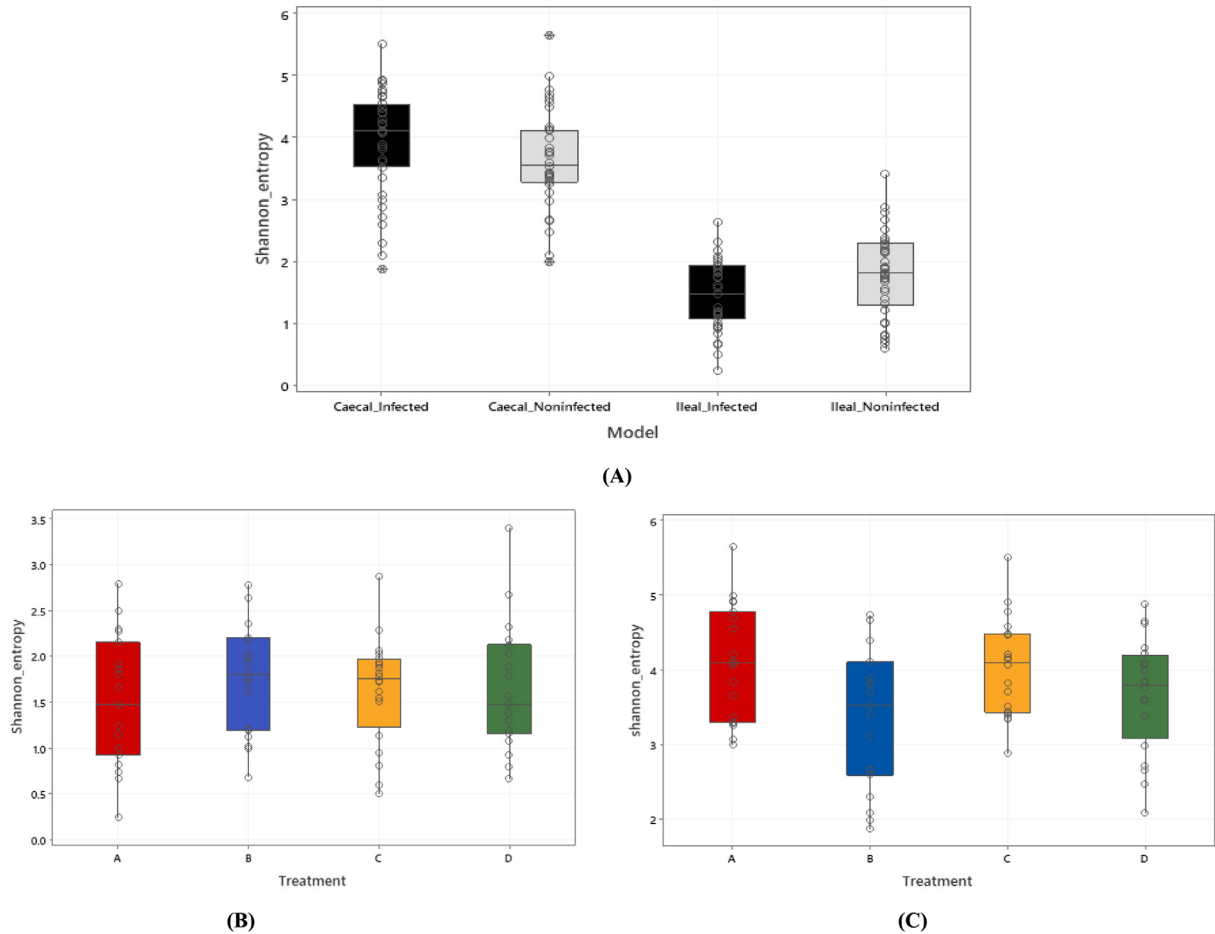 6
5
4
3
2
1
0
Shannon_entropy
Caecal_Infected Caecal_Noninfected Ileal_Infected Ileal_Noninfected
Model
(A)
3.5
3.0
2.5
2.0
1.5
1.0
0.5
0.0
Shannon_entropy
A B C D
Treatment
(B)
6
5
4
3
2
shannon_entropy
A B C D
Treatment
(C)